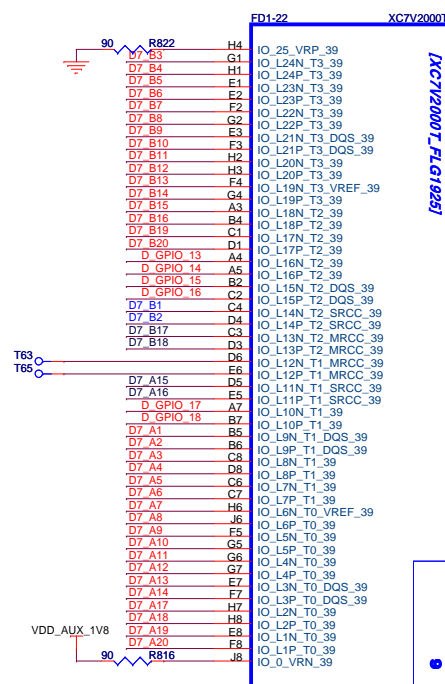 FD1-22 XC7V2000T
90 R822 H4 IO_25_VRP_39
D7_B3 G1 IO_L24N_T3_39
D7_B4 H1 IO_L24P_T3_39
D7_B5 E1 IO_L23N_T3_39
D7_B6 E2 IO_L23P_T3_39
D7_B7 F2 IO_L22N_T3_39
D7_B8 G2 IO_L22P_T3_39
D7_B9 E3 IO_L21N_T3_DQS_39
D7_B10 F3 IO_L21P_T3_DQS_39
D7_B11 H2 IO_L20N_T3_39
D7_B12 H3 IO_L20P_T3_39
D7_B13 F4 IO_L19N_T3_VREF_39
D7_B14 G4 IO_L19P_T3_39
D7_B15 A3 IO_L18N_T2_39
D7_B16 B4 IO_L18P_T2_39
D7_B19 C1 IO_L17N_T2_39
D7_B20 D1 IO_L17P_T2_39
D_GPIO_13 A4 IO_L16N_T2_39
D_GPIO_14 A5 IO_L16P_T2_39
D_GPIO_15 B2 IO_L15N_T2_DQS_39
D_GPIO_16 C2 IO_L15P_T2_DQS_39
D7_B1 C4 IO_L14N_T2_SRCC_39
D7_B2 D4 IO_L14P_T2_SRCC_39
D7_B17 C3 IO_L13N_T2_MRCC_39
D7_B18 D3 IO_L13P_T2_MRCC_39
T63 D6 IO_L12N_T1_MRCC_39
T65 E6 IO_L12P_T1_MRCC_39
D7_A15 D5 IO_L11N_T1_SRCC_39
D7_A16 E5 IO_L11P_T1_SRCC_39
D_GPIO_17 A7 IO_L10N_T1_39
D_GPIO_18 B7 IO_L10P_T1_39
D7_A1 B5 IO_L9N_T1_DQS_39
D7_A2 B6 IO_L9P_T1_DQS_39
D7_A3 C8 IO_L8N_T1_39
D7_A4 D8 IO_L8P_T1_39
D7_A5 C6 IO_L7N_T1_39
D7_A6 C7 IO_L7P_T1_39
D7_A7 H6 IO_L6N_T0_VREF_39
D7_A8 J6 IO_L6P_T0_39
D7_A9 F5 IO_L5N_T0_39
D7_A10 G5 IO_L5P_T0_39
D7_A11 G6 IO_L4N_T0_39
D7_A12 G7 IO_L4P_T0_39
D7_A13 E7 IO_L3N_T0_DQS_39
D7_A14 F7 IO_L3P_T0_DQS_39
D7_A17 H7 IO_L2N_T0_39
D7_A18 H8 IO_L2P_T0_39
VDD_AUX_1V8 D7_A19 E8 IO_L1N_T0_39
D7_A20 F8 IO_L1P_T0_39
90 R816 J8 IO_0_VRN_39
[XC7V2000T_FLG1925]